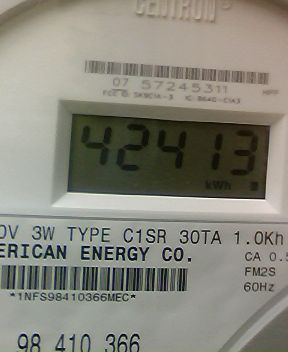 CENTRON®
07 57245311
FCC ID: SK9C1A-3 IC: 864G-C1A3
42413
kWh
0V 3W TYPE C1SR 30TA 1.0Kh
ERICAN ENERGY CO.
CA 0.5
FM2S
60Hz
*1NFS98410366MEC*
98 410 366